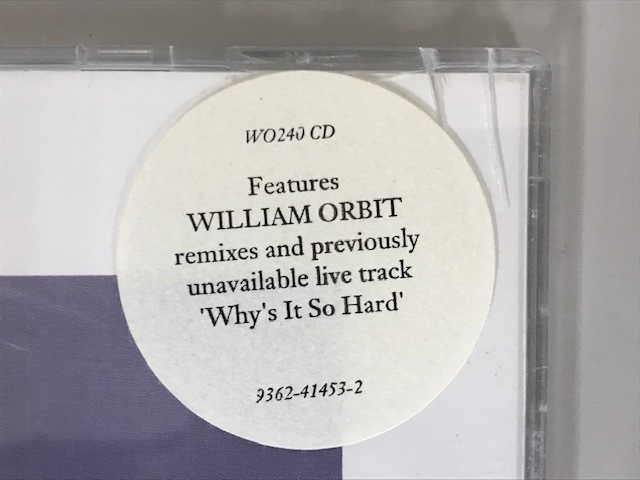 WO240 CD
Features
WILLIAM ORBIT
remixes and previously
unavailable live track
'Why's It So Hard'
9362-41453-2